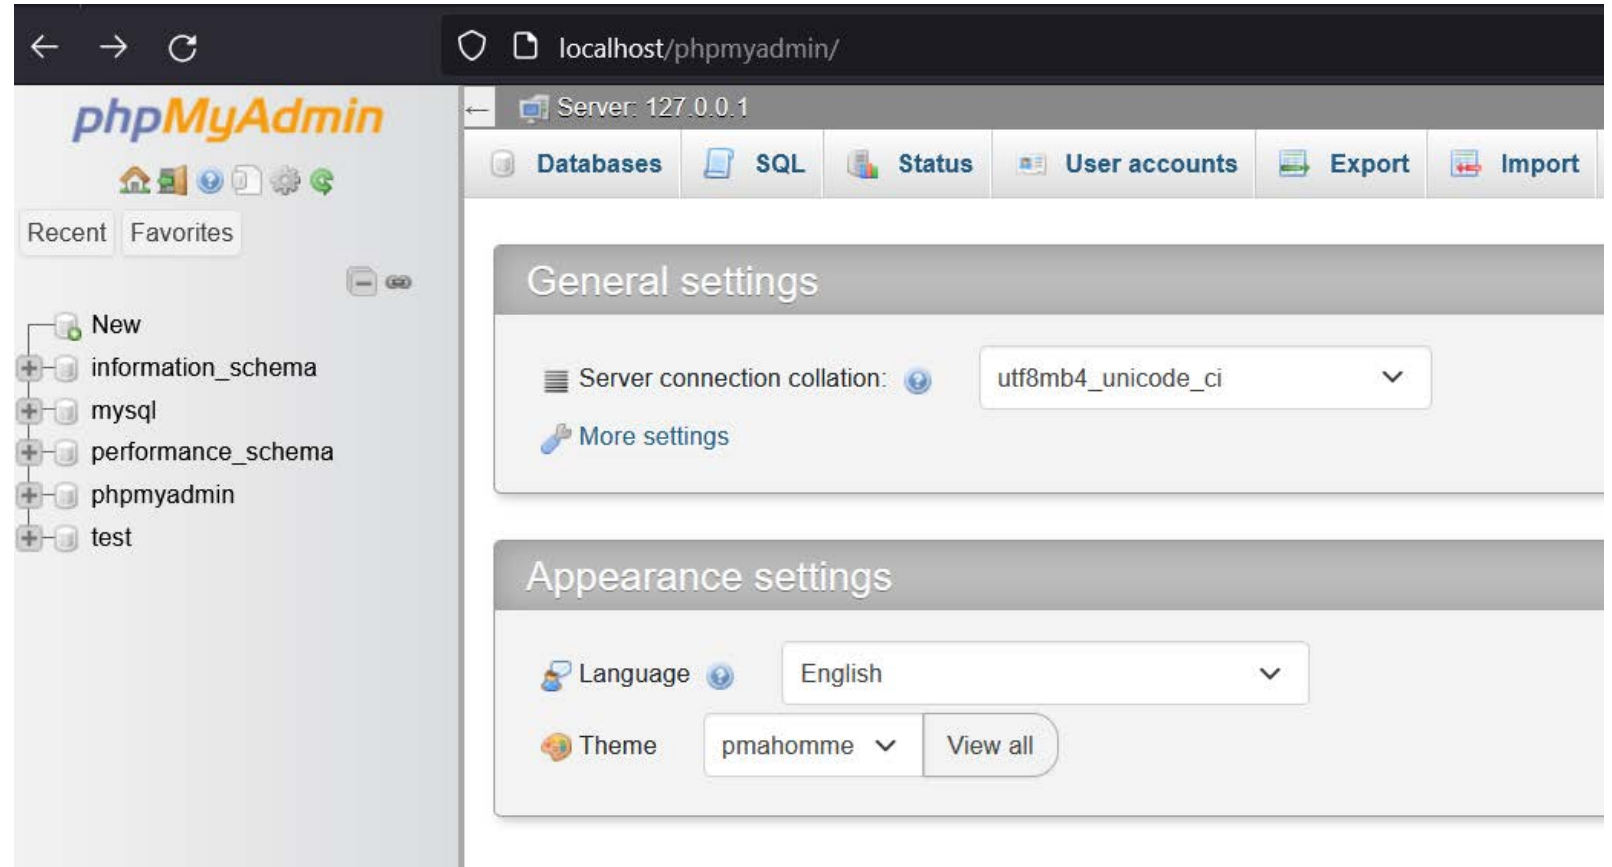 localhost/phpmyadmin/
phpMyAdmin
Recent Favorites
New
information_schema
mysql
performance_schema
phpmyadmin
test
Server: 127.0.0.1
Databases SQL Status User accounts Export Import
General settings
Server connection collation: utf8mb4_unicode_ci
More settings
Appearance settings
Language English
Theme pmahomme View all